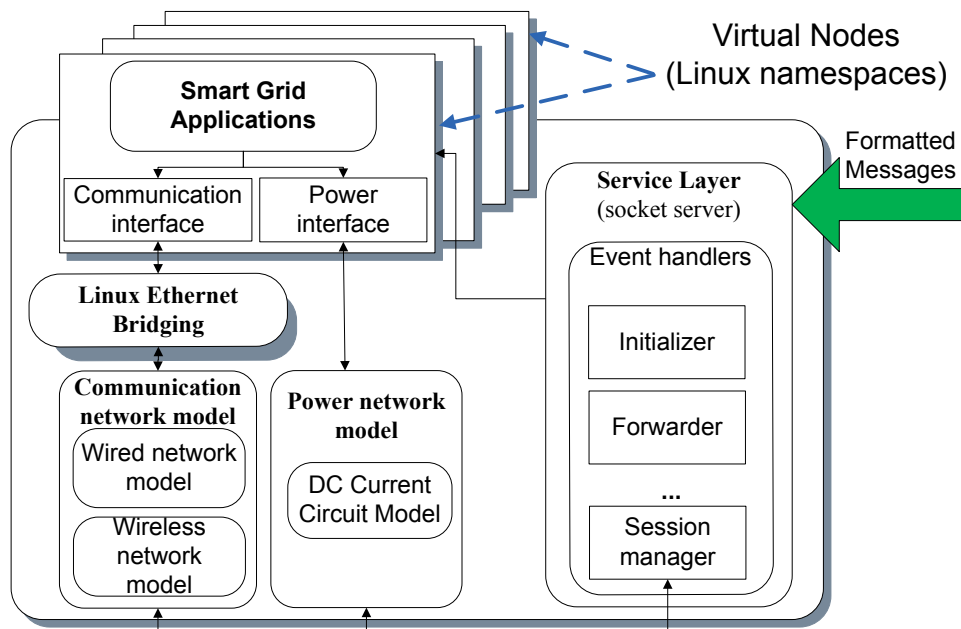 Virtual Nodes
(Linux namespaces)
Smart Grid
Applications
Communication
interface
Power
interface
Linux Ethernet
Bridging
Communication
network model
Wired network
model
Wireless
network
model
Power network
model
DC Current
Circuit Model
Service Layer
(socket server)
Event handlers
Initializer
Forwarder
...
Session
manager
Formatted
Messages